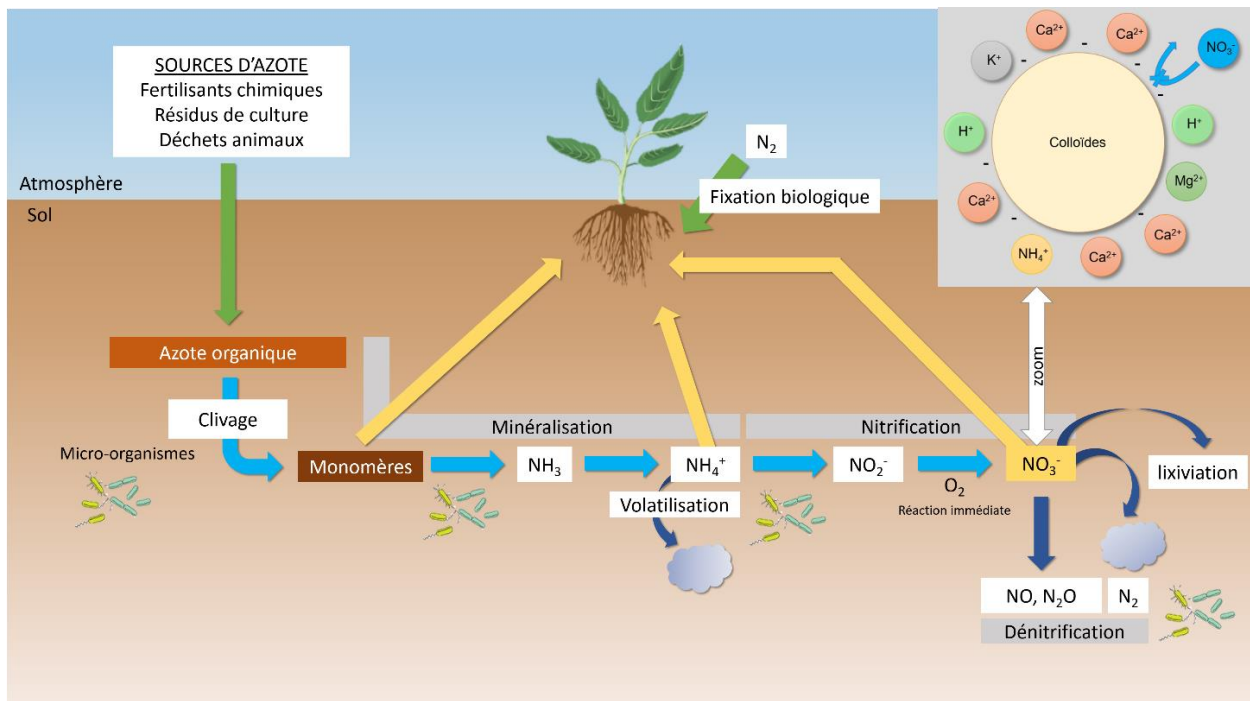 SOURCES D'AZOTE
Fertilisants chimiques
Résidus de culture
Déchets animaux
Atmosphère
Sol
N₂
Fixation biologique
Ca²⁺
Ca²⁺
NO₃⁻
K⁺
-
-
-
-
-
H⁺
H⁺
Colloïdes
Mg²⁺
-
-
-
Ca²⁺
Ca²⁺
-
-
NH₄⁺
Ca²⁺
zoom
Azote organique
Clivage
Minéralisation
Nitrification
Micro-organismes
Monomères
NH₃
NH₄⁺
NO₂⁻
NO₃⁻
lixiviation
O₂
Réaction immédiate
Volatilisation
NO, N₂O
N₂
Dénitrification